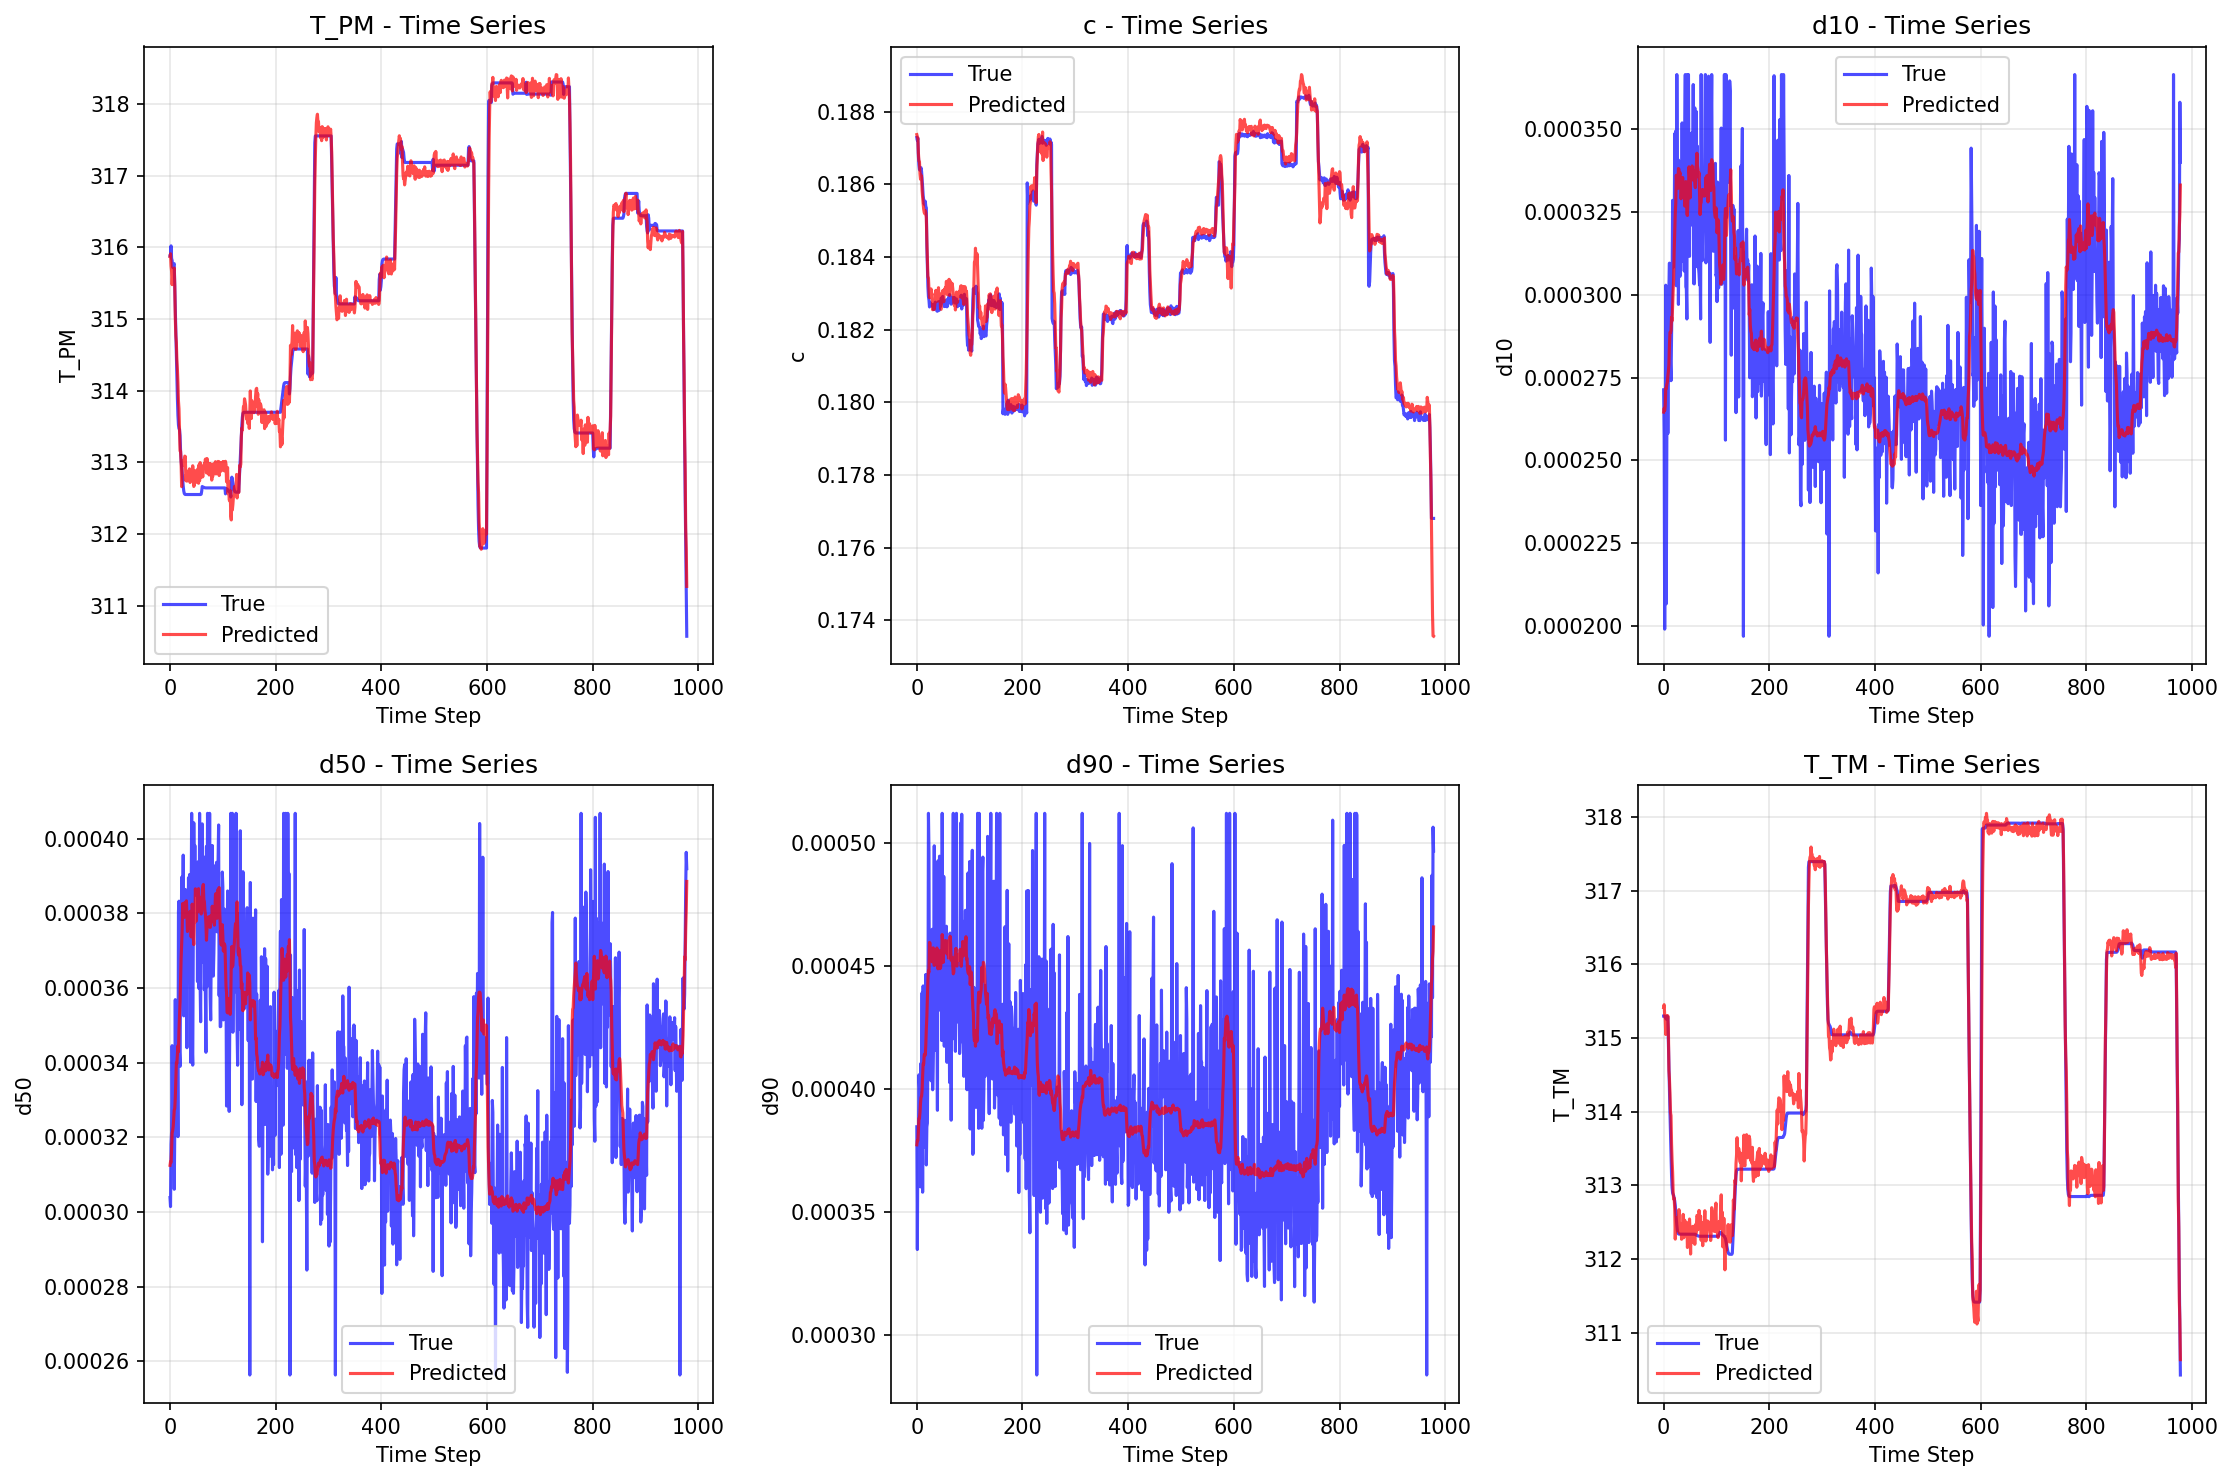 T_PM - Time Series
T_PM
318
317
316
315
314
313
312
311
True
Predicted
0 200 400 600 800 1000
Time Step
c - Time Series
c
True
Predicted
0.188
0.186
0.184
0.182
0.180
0.178
0.176
0.174
0 200 400 600 800 1000
Time Step
d10 - Time Series
d10
True
Predicted
0.000350
0.000325
0.000300
0.000275
0.000250
0.000225
0.000200
0 200 400 600 800 1000
Time Step
d50 - Time Series
d50
0.00040
0.00038
0.00036
0.00034
0.00032
0.00030
0.00028
0.00026
True
Predicted
0 200 400 600 800 1000
Time Step
d90 - Time Series
d90
0.00050
0.00045
0.00040
0.00035
0.00030
True
Predicted
0 200 400 600 800 1000
Time Step
T_TM - Time Series
T_TM
318
317
316
315
314
313
312
311
True
Predicted
0 200 400 600 800 1000
Time Step